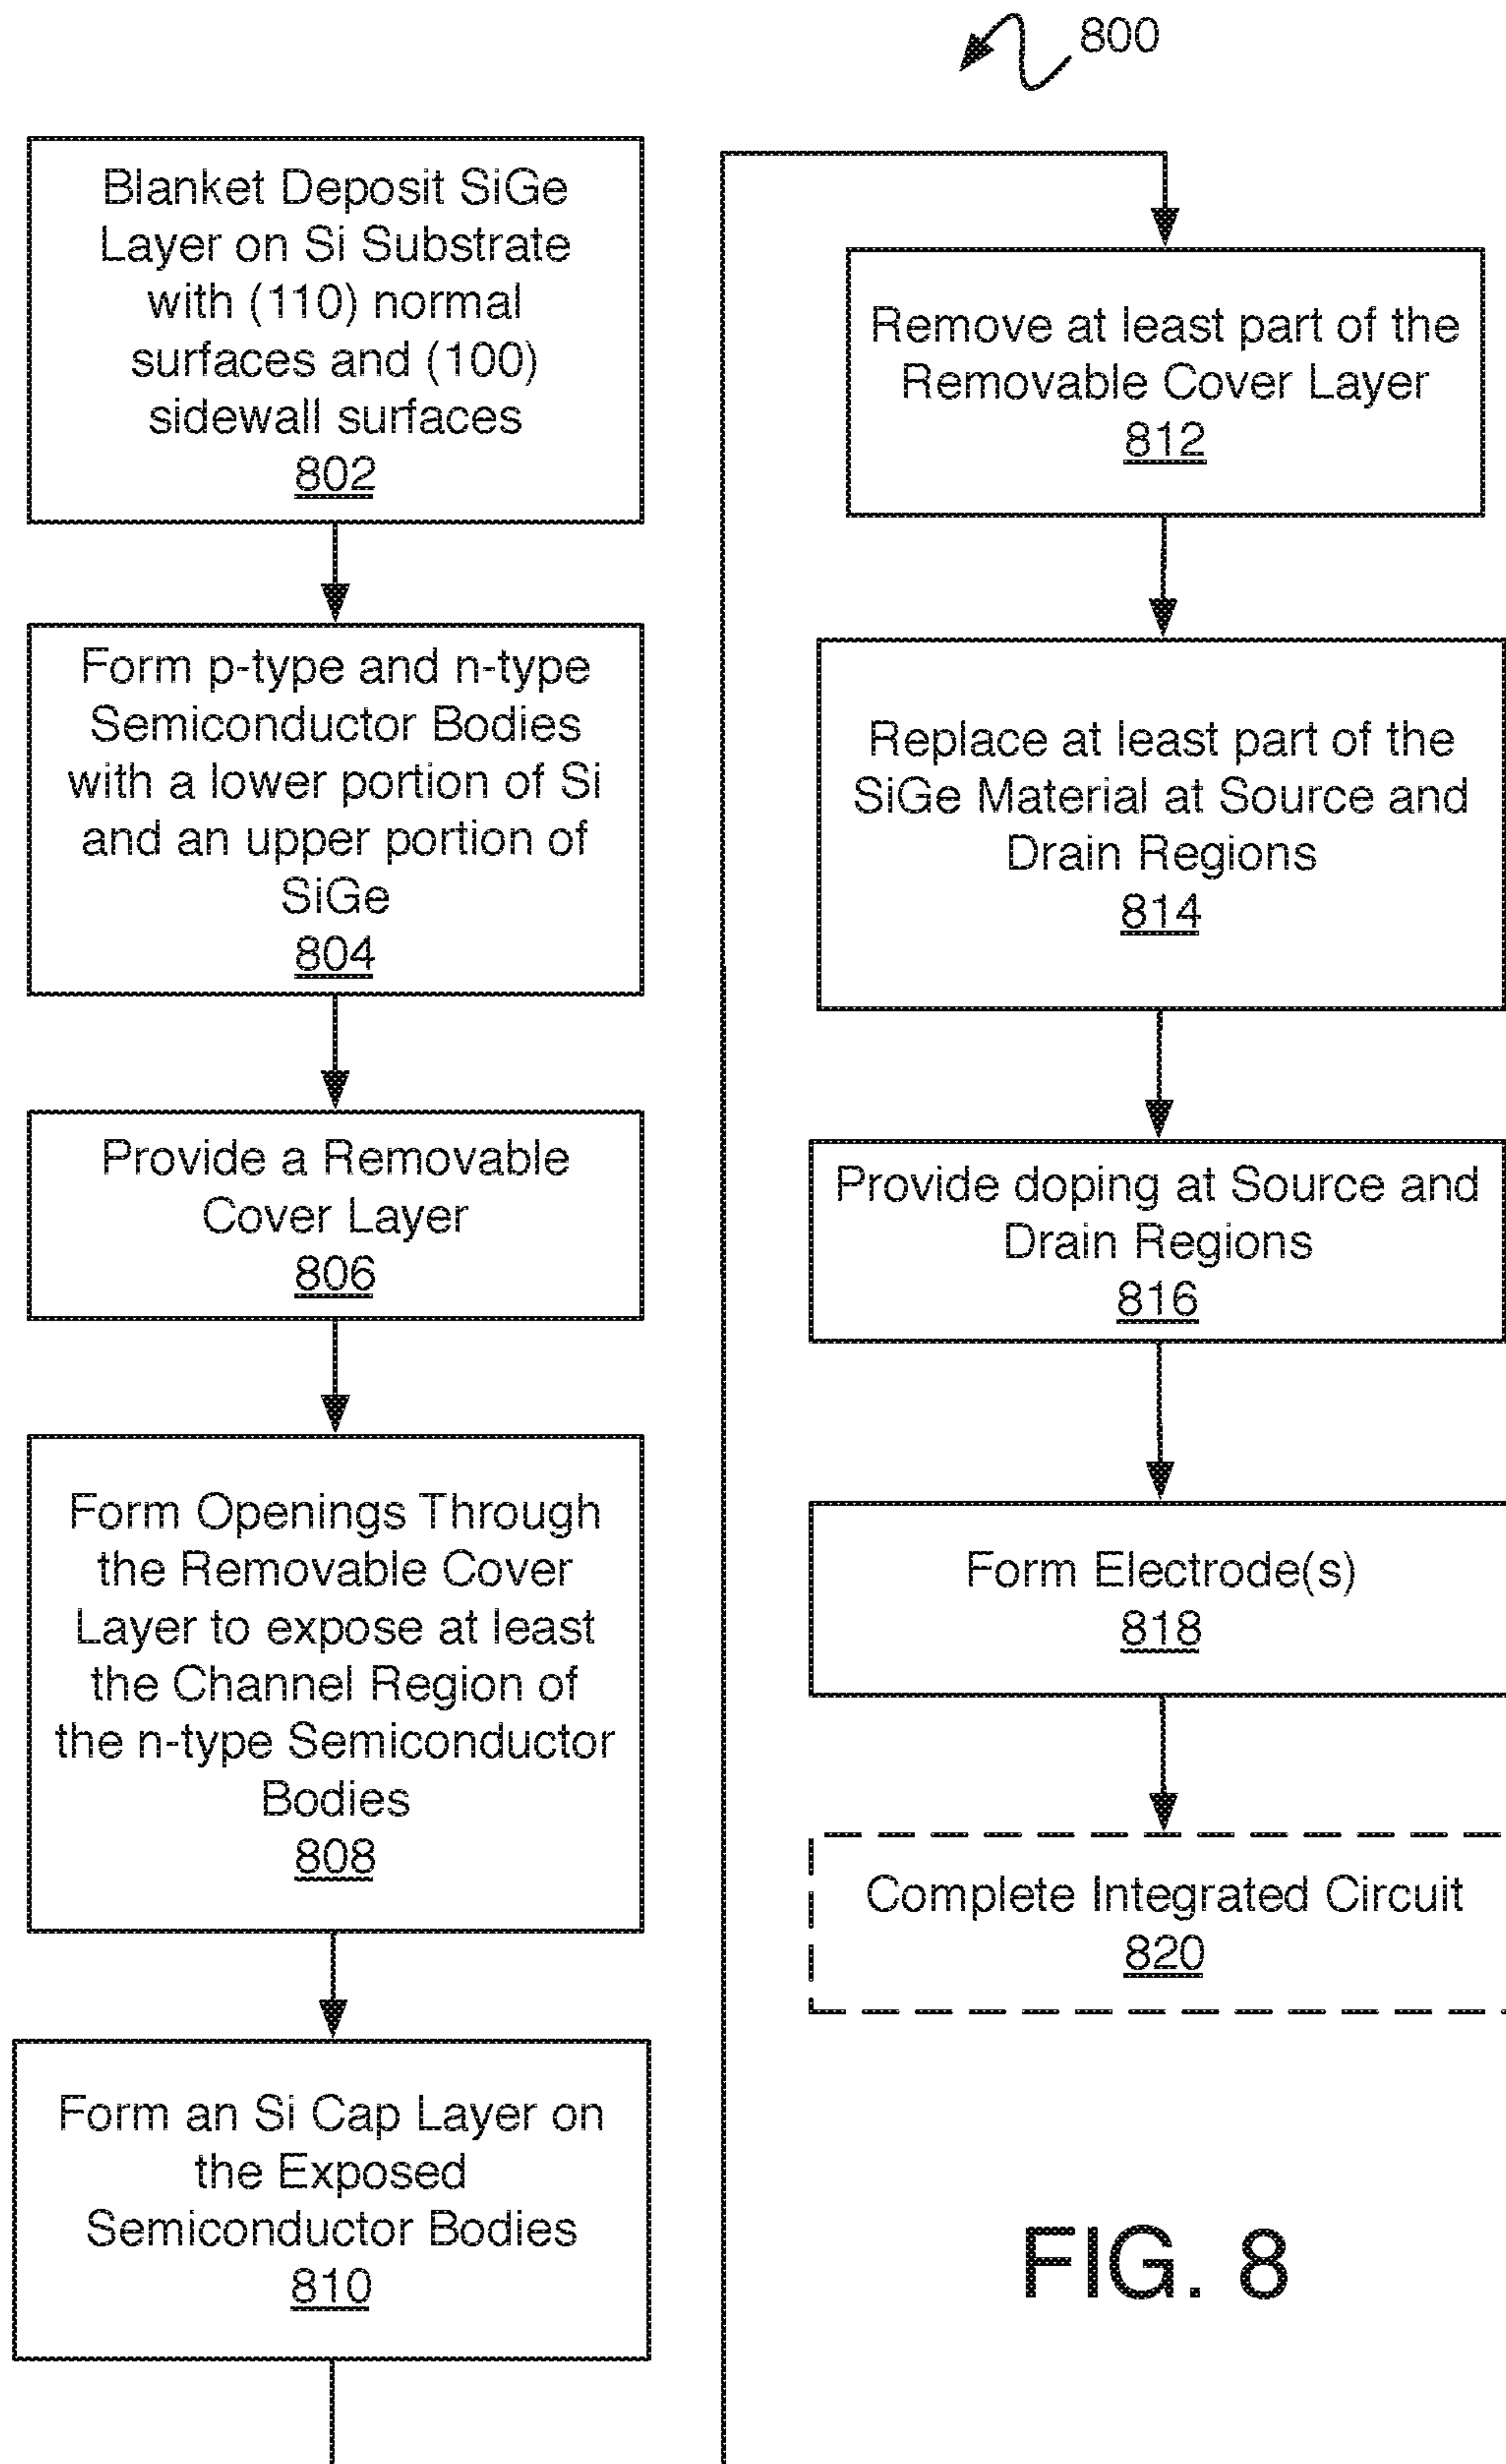 800
Blanket Deposit SiGe
Layer on Si Substrate
with (110) normal
surfaces and (100)
sidewall surfaces
802
Form p-type and n-type
Semiconductor Bodies
with a lower portion of Si
and an upper portion of
SiGe
804
Provide a Removable
Cover Layer
806
Form Openings Through
the Removable Cover
Layer to expose at least
the Channel Region of
the n-type Semiconductor
Bodies
808
Form an Si Cap Layer on
the Exposed
Semiconductor Bodies
810
Remove at least part of the
Removable Cover Layer
812
Replace at least part of the
SiGe Material at Source and
Drain Regions
814
Provide doping at Source and
Drain Regions
816
Form Electrode(s)
818
Complete Integrated Circuit
820
FIG. 8